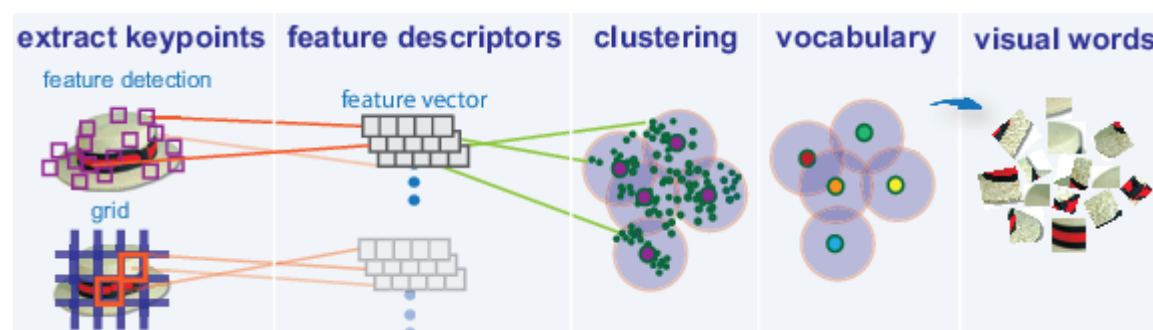 extract keypoints
feature descriptors
clustering
vocabulary
visual words
feature detection
feature vector
grid